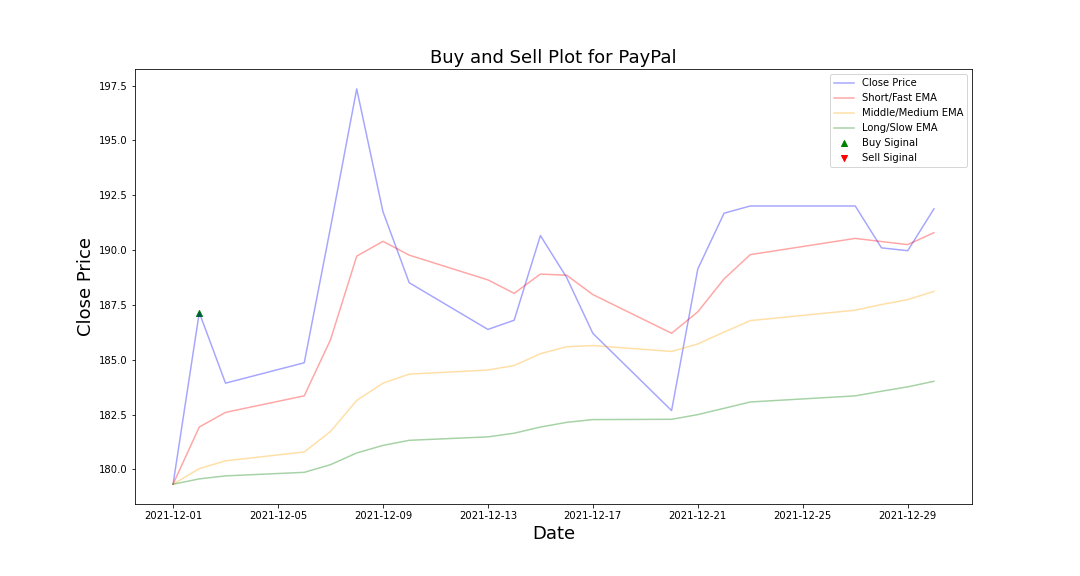 Buy and Sell Plot for PayPal
Close Price
Short/Fast EMA
Middle/Medium EMA
Long/Slow EMA
Buy Siginal
Sell Siginal
Close Price
197.5
195.0
192.5
190.0
187.5
185.0
182.5
180.0
2021-12-01 2021-12-05 2021-12-09 2021-12-13 2021-12-17 2021-12-21 2021-12-25 2021-12-29
Date